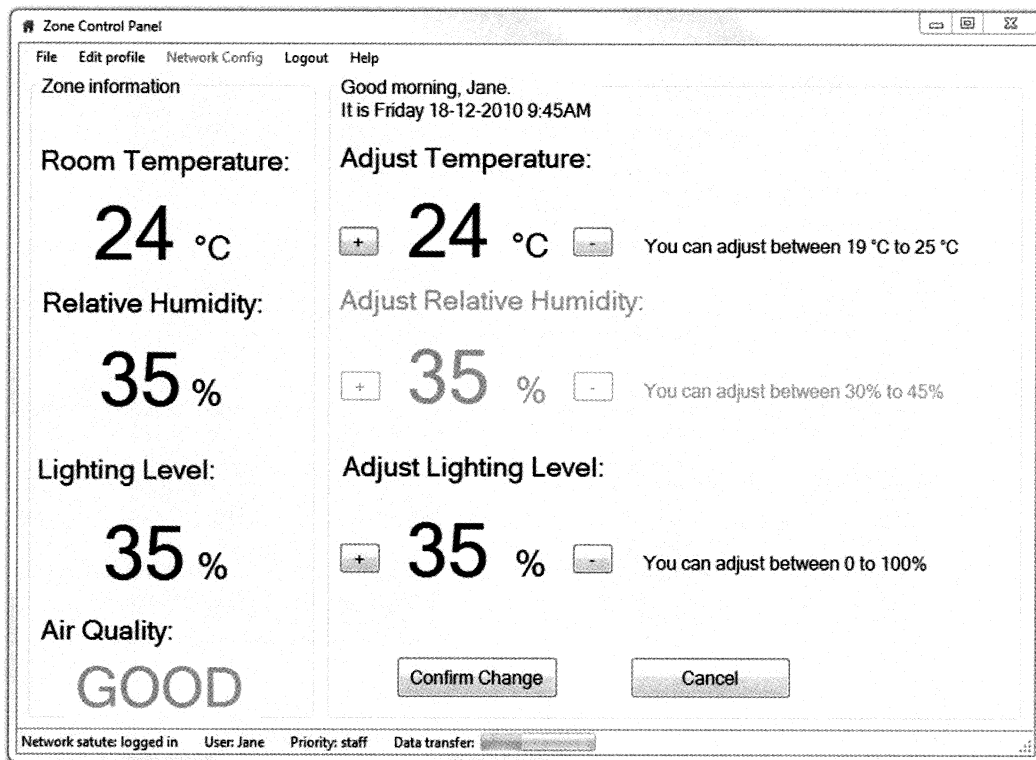 Zone Control Panel
File Edit profile Network Config Logout Help
Zone information
Room Temperature:
24 °C
Relative Humidity:
35 %
Lighting Level:
35 %
Air Quality:
GOOD
Good morning, Jane.
It is Friday 18-12-2010 9:45AM
Adjust Temperature:
+ 24 °C - You can adjust between 19 °C to 25 °C
Adjust Relative Humidity:
+ 35 % - You can adjust between 30% to 45%
Adjust Lighting Level:
+ 35 % - You can adjust between 0 to 100%
Confirm Change Cancel
Network satute: logged in User: Jane Priority: staff Data transfer: